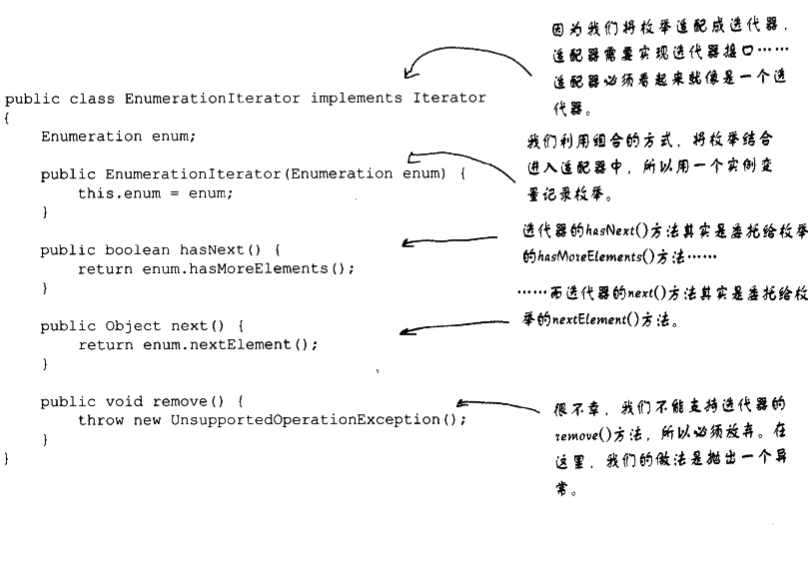 因为我们将枚举适配成迭代器，
适配器需要实现迭代器接口……
适配器必须看起来就像是一个迭
代器。
public class EnumerationIterator implements Iterator
{
Enumeration enum;
我们利用组合的方式，将枚举结合
进入适配器中，所以用一个实例变
量记录枚举。
public EnumerationIterator(Enumeration enum) {
this.enum = enum;
}
迭代器的hasNext()方法其实是委托给枚举
的hasMoreElements()方法……
public boolean hasNext() {
return enum.hasMoreElements();
}
……而迭代器的next()方法其实是委托给枚
举的nextElement()方法。
public Object next() {
return enum.nextElement();
}
public void remove() {
throw new UnsupportedOperationException();
}
}
很不幸，我们不能支持迭代器的
remove()方法，所以必须放弃。在
这里，我们的做法是抛出一个异
常。